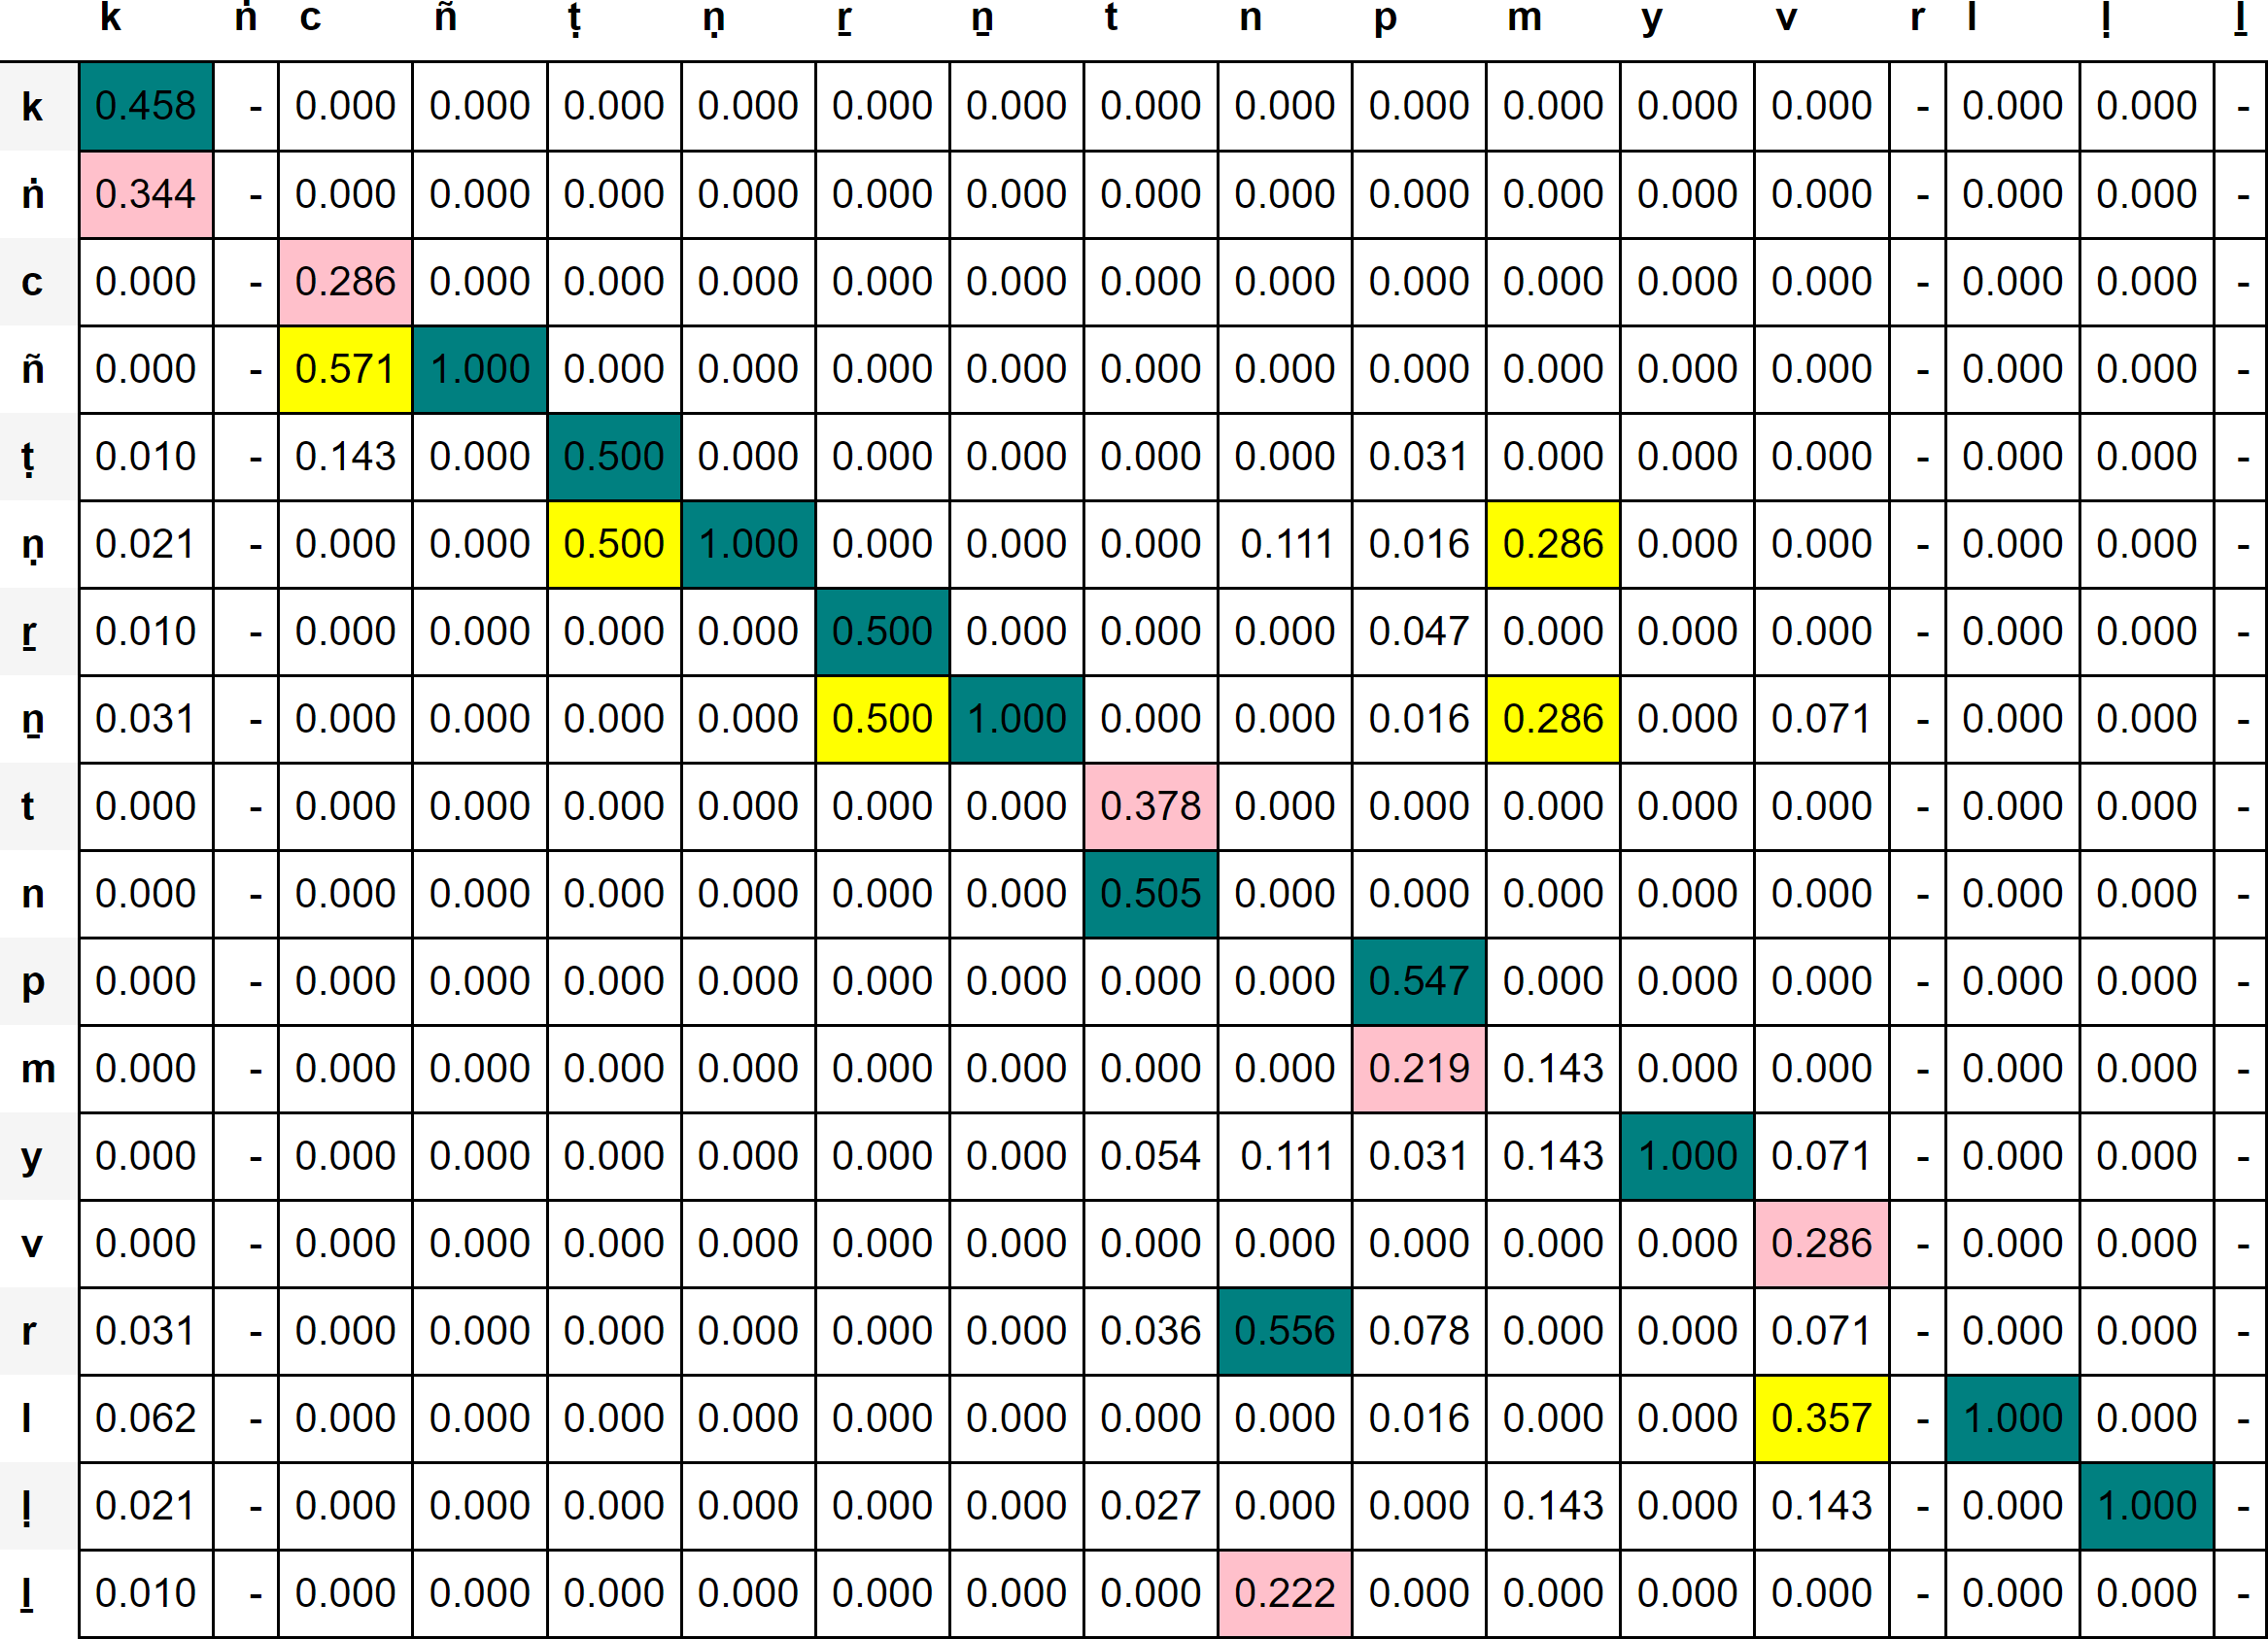 k ṅ c ñ ṭ ṇ ṟ ṉ t n p m y v r l ḷ ḻ
k 0.458 - 0.000 0.000 0.000 0.000 0.000 0.000 0.000 0.000 0.000 0.000 0.000 0.000 - 0.000 0.000 -
ṅ 0.344 - 0.000 0.000 0.000 0.000 0.000 0.000 0.000 0.000 0.000 0.000 0.000 0.000 - 0.000 0.000 -
c 0.000 - 0.286 0.000 0.000 0.000 0.000 0.000 0.000 0.000 0.000 0.000 0.000 0.000 - 0.000 0.000 -
ñ 0.000 - 0.571 1.000 0.000 0.000 0.000 0.000 0.000 0.000 0.000 0.000 0.000 0.000 - 0.000 0.000 -
ṭ 0.010 - 0.143 0.000 0.500 0.000 0.000 0.000 0.000 0.000 0.031 0.000 0.000 0.000 - 0.000 0.000 -
ṇ 0.021 - 0.000 0.000 0.500 1.000 0.000 0.000 0.000 0.111 0.016 0.286 0.000 0.000 - 0.000 0.000 -
ṟ 0.010 - 0.000 0.000 0.000 0.000 0.500 0.000 0.000 0.000 0.047 0.000 0.000 0.000 - 0.000 0.000 -
ṉ 0.031 - 0.000 0.000 0.000 0.000 0.500 1.000 0.000 0.000 0.016 0.286 0.000 0.071 - 0.000 0.000 -
t 0.000 - 0.000 0.000 0.000 0.000 0.000 0.000 0.378 0.000 0.000 0.000 0.000 0.000 - 0.000 0.000 -
n 0.000 - 0.000 0.000 0.000 0.000 0.000 0.000 0.505 0.000 0.000 0.000 0.000 0.000 - 0.000 0.000 -
p 0.000 - 0.000 0.000 0.000 0.000 0.000 0.000 0.000 0.000 0.547 0.000 0.000 0.000 - 0.000 0.000 -
m 0.000 - 0.000 0.000 0.000 0.000 0.000 0.000 0.000 0.000 0.219 0.143 0.000 0.000 - 0.000 0.000 -
y 0.000 - 0.000 0.000 0.000 0.000 0.000 0.000 0.054 0.111 0.031 0.143 1.000 0.071 - 0.000 0.000 -
v 0.000 - 0.000 0.000 0.000 0.000 0.000 0.000 0.000 0.000 0.000 0.000 0.000 0.286 - 0.000 0.000 -
r 0.031 - 0.000 0.000 0.000 0.000 0.000 0.000 0.036 0.556 0.078 0.000 0.000 0.071 - 0.000 0.000 -
l 0.062 - 0.000 0.000 0.000 0.000 0.000 0.000 0.000 0.000 0.016 0.000 0.000 0.357 - 1.000 0.000 -
ḷ 0.021 - 0.000 0.000 0.000 0.000 0.000 0.000 0.027 0.000 0.000 0.143 0.000 0.143 - 0.000 1.000 -
ḻ 0.010 - 0.000 0.000 0.000 0.000 0.000 0.000 0.000 0.222 0.000 0.000 0.000 0.000 - 0.000 0.000 -